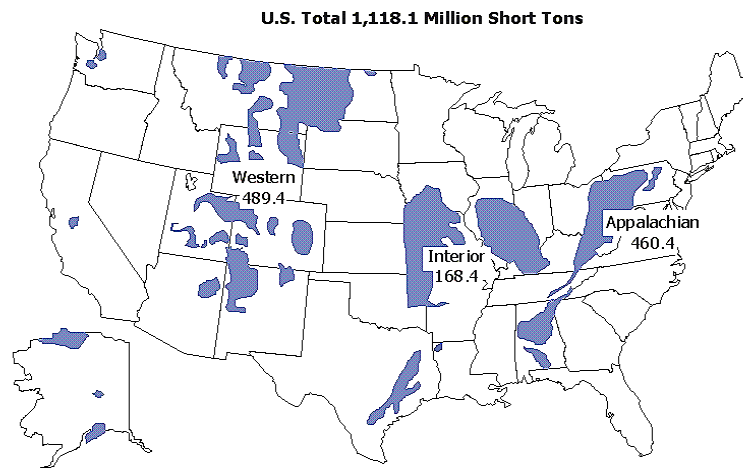 U.S. Total 1,118.1 Million Short Tons
Western
489.4
Appalachian
460.4
Interior
168.4